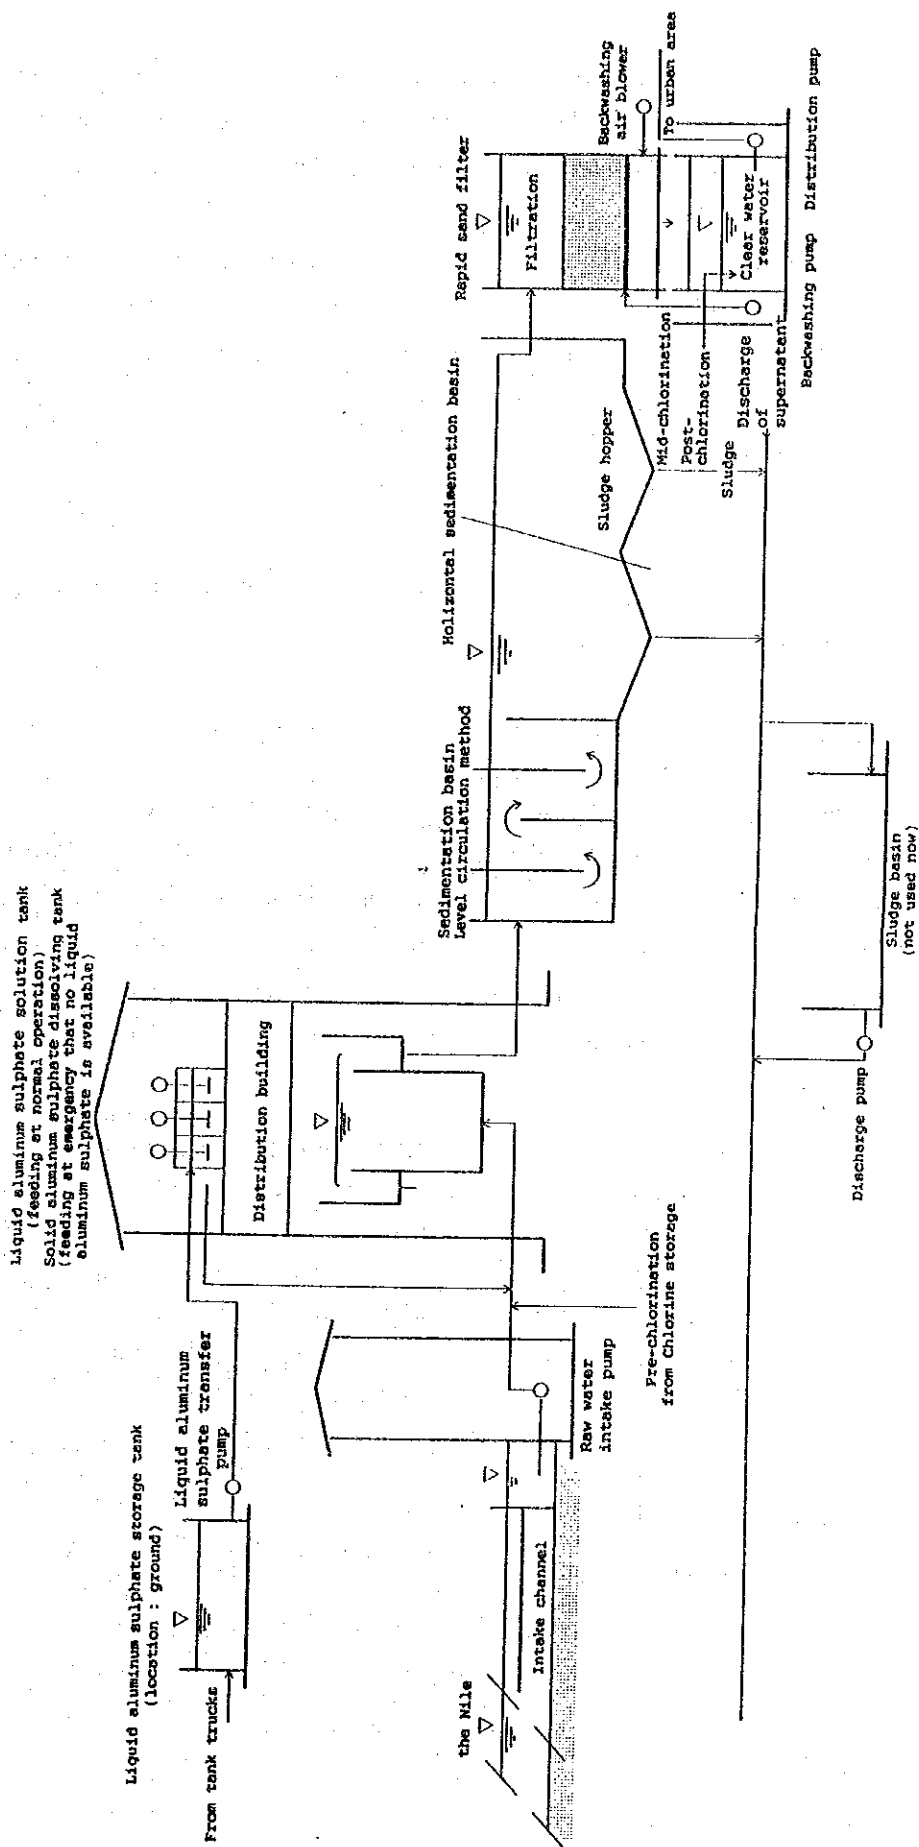 Liquid aluminum sulphate solution tank
(feeding at normal operation)
Solid aluminum sulphate dissolving tank
(feeding at emergency that no liquid
aluminum sulphate is available)
Liquid aluminum sulphate storage tank
(location : ground)
From tank trucks
Liquid aluminum
sulphate transfer
pump
Distribution building
the Nile
Intake channel
Raw water
intake pump
Pre-chlorination
from Chlorine storage
Sedimentation basin
Level circulation method
Holizontal sedimentation basin
Sludge hopper
Rapid sand filter
Filtration
Backwashing
air blower
To urban area
Mid-chlorination
Post-
chlorination
Clear water
reservoir
Sludge
Discharge
of
supernatant
Backwashing pump
Distribution pump
Discharge pump
Sludge basin
(not used now)